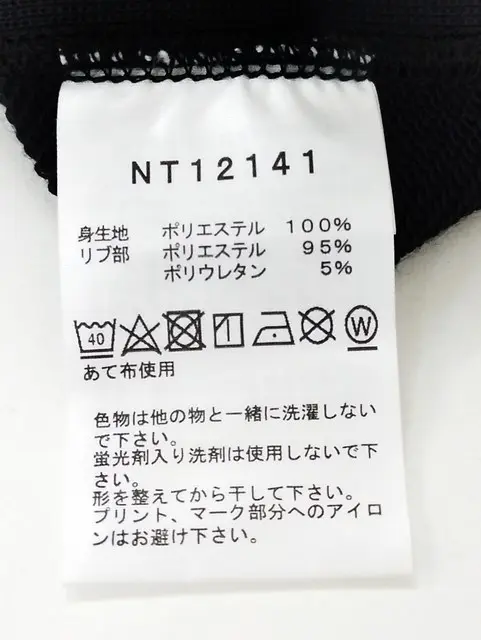 NT12141
身生地 ポリエステル 100%
リブ部 ポリエステル 95%
ポリウレタン 5%
40 W
あて布使用
色物は他の物と一緒に洗濯しない
で下さい。
蛍光剤入り洗剤は使用しないで下
さい。
形を整えてから干して下さい。
プリント、マーク部分へのアイロ
ンはお避け下さい。